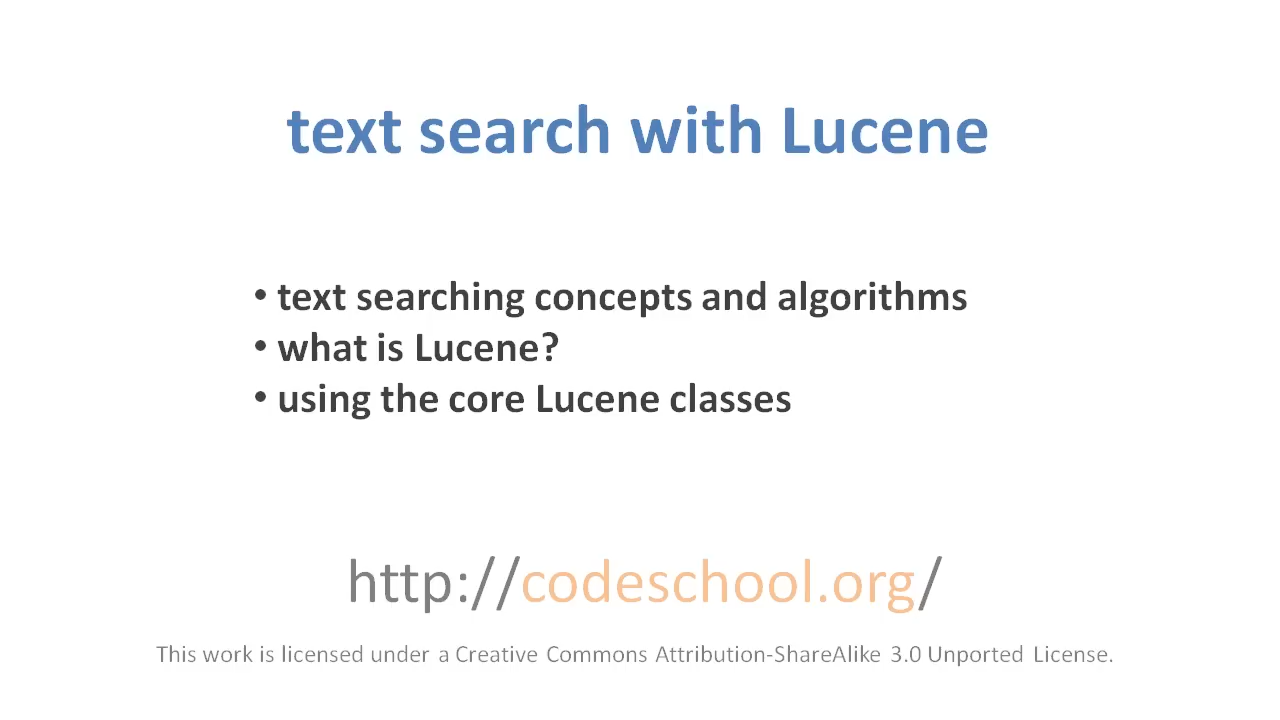 text search with Lucene
• text searching concepts and algorithms
• what is Lucene?
• using the core Lucene classes
http://codeschool.org/
This work is licensed under a Creative Commons Attribution-ShareAlike 3.0 Unported License.